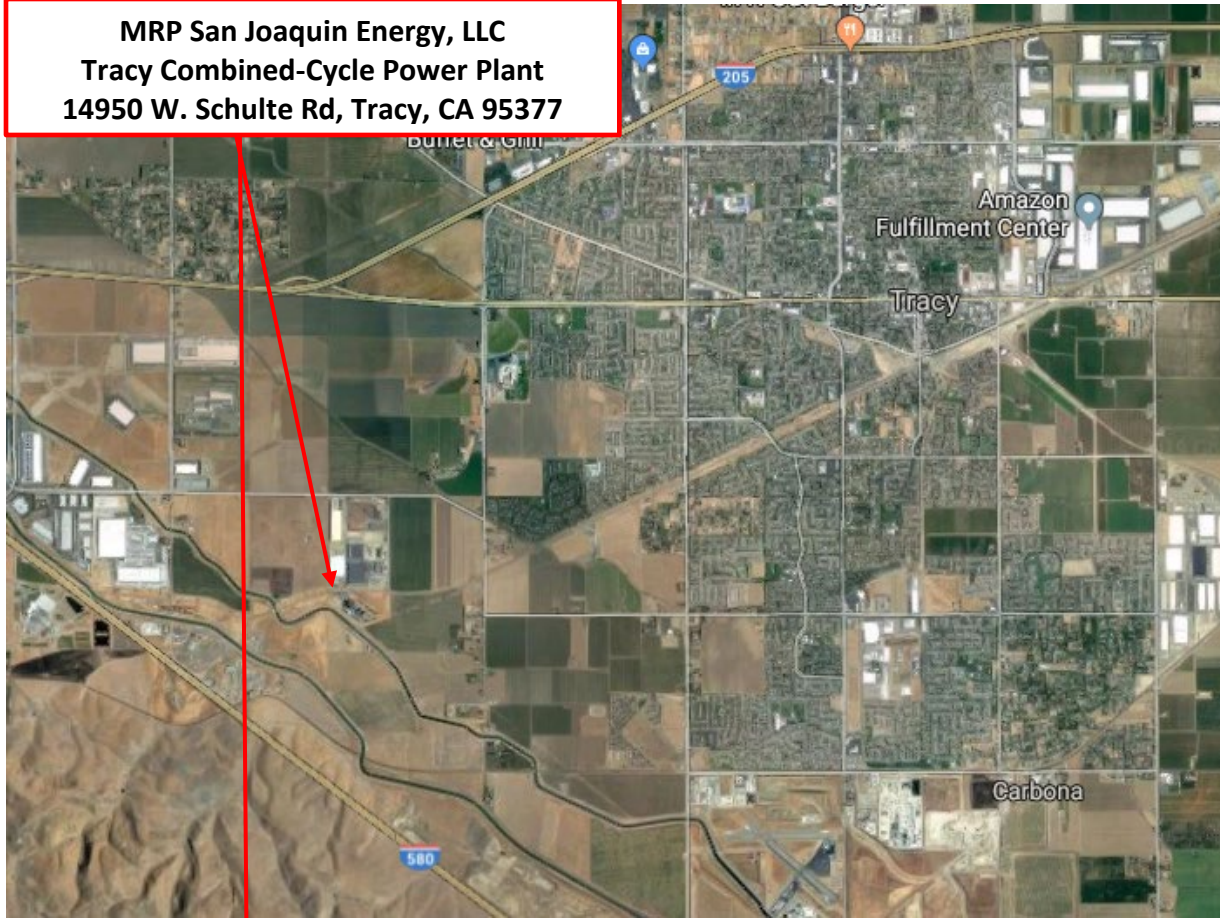 MRP San Joaquin Energy, LLC
Tracy Combined-Cycle Power Plant
14950 W. Schulte Rd, Tracy, CA 95377
205
Buffet & Grill
Amazon
Fulfillment Center
Tracy
Carbona
580